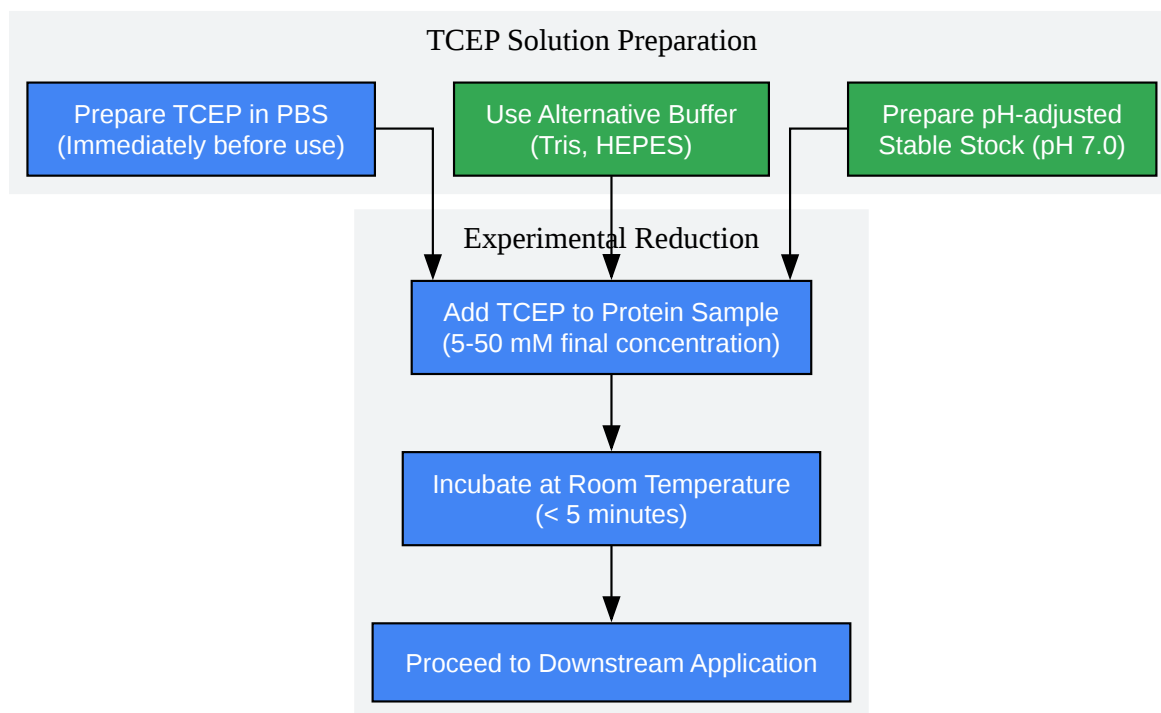 TCEP Solution Preparation
Prepare TCEP in PBS
(Immediately before use)
Use Alternative Buffer
(Tris, HEPES)
Prepare pH-adjusted
Stable Stock (pH 7.0)
Experimental Reduction
Add TCEP to Protein Sample
(5-50 mM final concentration)
Incubate at Room Temperature
(< 5 minutes)
Proceed to Downstream Application